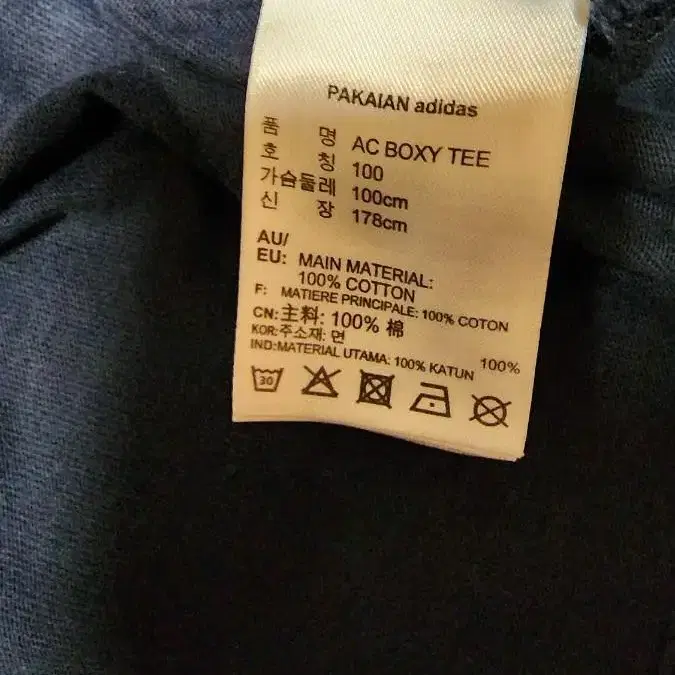 PAKAIAN adidas
품 명 AC BOXY TEE
호 칭 100
가슴둘레 100cm
신 장 178cm
AU/
EU: MAIN MATERIAL:
100% COTTON
F: MATIERE PRINCIPALE: 100% COTON
CN:主料: 100% 棉
KOR:주소재: 면 100%
IND:MATERIAL UTAMA: 100% KATUN
30